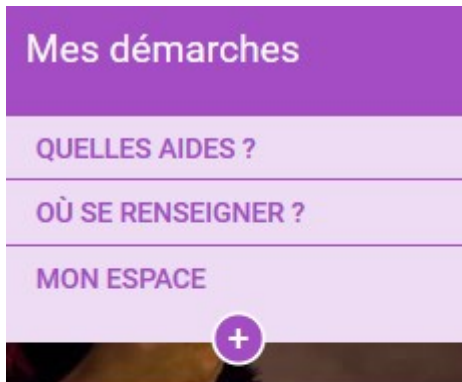 Mes démarches
QUELLES AIDES ?
OÙ SE RENSEIGNER ?
MON ESPACE
+